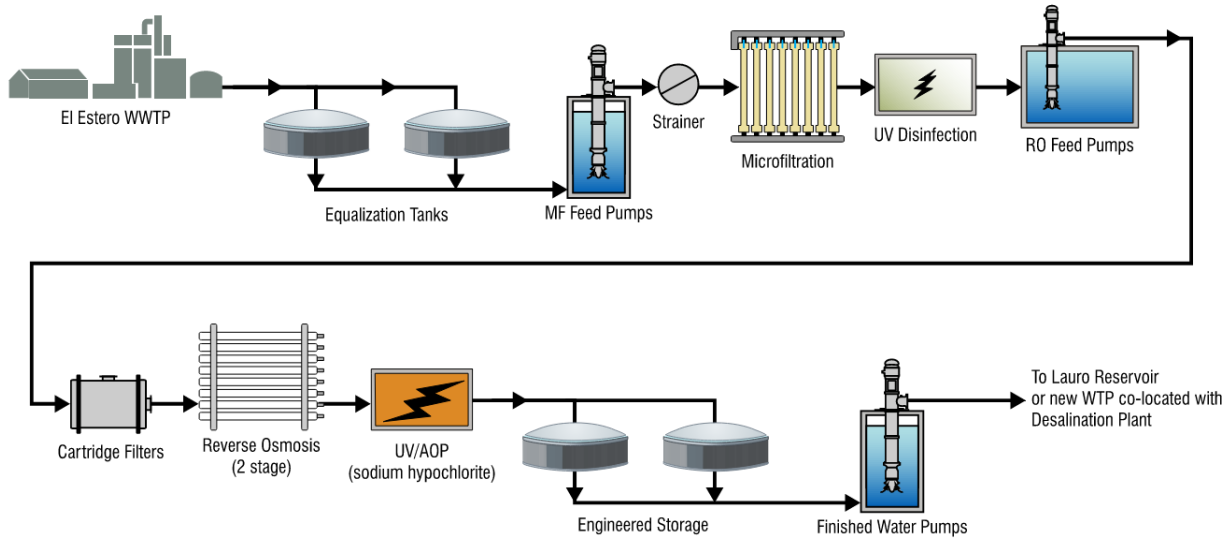 El Estero WWTP
Equalization Tanks
MF Feed Pumps
Strainer
Microfiltration
UV Disinfection
RO Feed Pumps
Cartridge Filters
Reverse Osmosis
(2 stage)
UV/AOP
(sodium hypochlorite)
Engineered Storage
Finished Water Pumps
To Lauro Reservoir
or new WTP co-located with
Desalination Plant